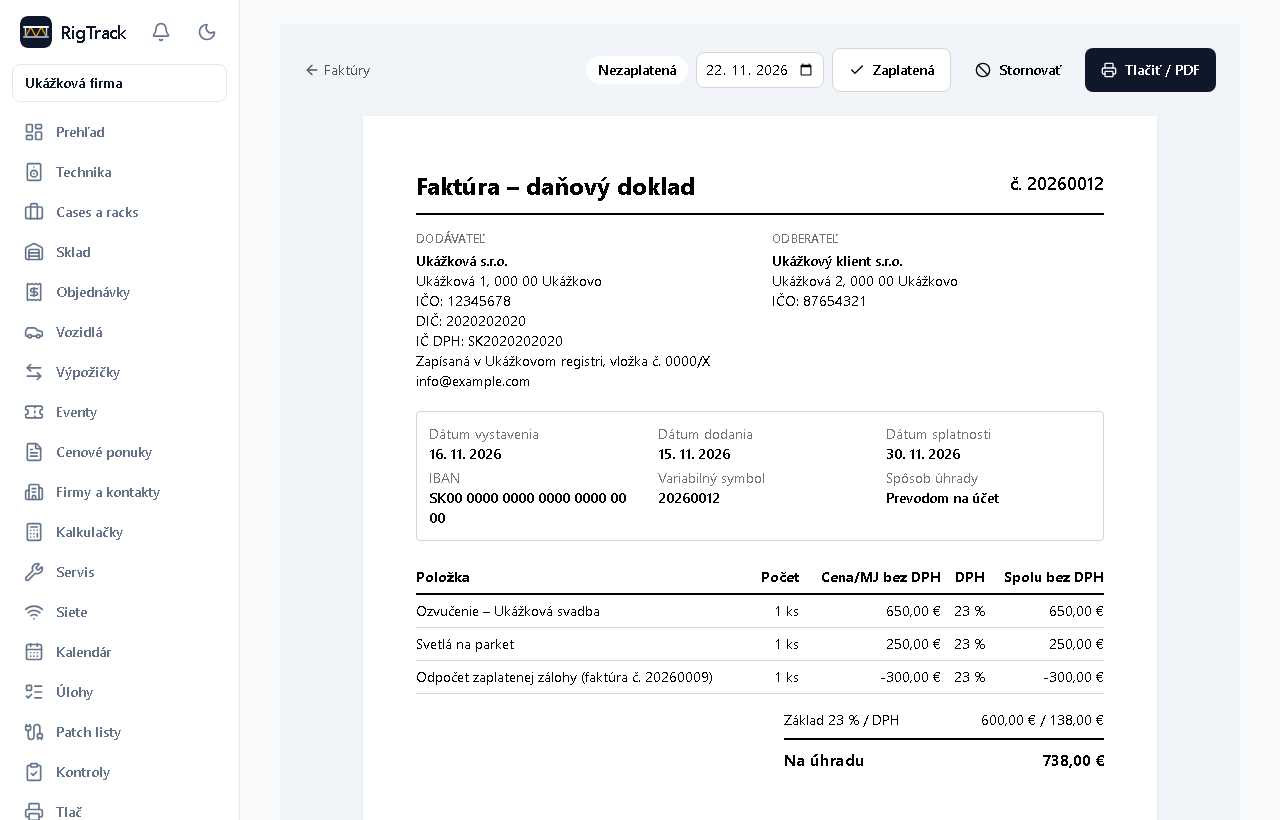 RigTrack
Ukážková firma
Prehľad
Technika
Cases a racks
Sklad
Objednávky
Vozidlá
Výpožičky
Eventy
Cenové ponuky
Firmy a kontakty
Kalkulačky
Servis
Siete
Kalendár
Úlohy
Patch listy
Kontroly
Tlač
Faktúry
Nezaplatená
22. 11. 2026
Zaplatená
Stornovať
Tlačiť / PDF
Faktúra – daňový doklad
č. 20260012
DODÁVATEĽ
Ukážková s.r.o.
Ukážková 1, 000 00 Ukážkovo
IČO: 12345678
DIČ: 2020202020
IČ DPH: SK2020202020
Zapísaná v Ukážkovom registri, vložka č. 0000/X
info@example.com
ODBERATEĽ
Ukážkový klient s.r.o.
Ukážková 2, 000 00 Ukážkovo
IČO: 87654321
Dátum vystavenia
16. 11. 2026
Dátum dodania
15. 11. 2026
Dátum splatnosti
30. 11. 2026
IBAN
SK00 0000 0000 0000 0000 00
00
Variabilný symbol
20260012
Spôsob úhrady
Prevodom na účet
Položka Počet Cena/MJ bez DPH DPH Spolu bez DPH
Ozvučenie – Ukážková svadba 1 ks 650,00 € 23 % 650,00 €
Svetlá na parket 1 ks 250,00 € 23 % 250,00 €
Odpočet zaplatenej zálohy (faktúra č. 20260009) 1 ks -300,00 € 23 % -300,00 €
Základ 23 % / DPH 600,00 € / 138,00 €
Na úhradu 738,00 €